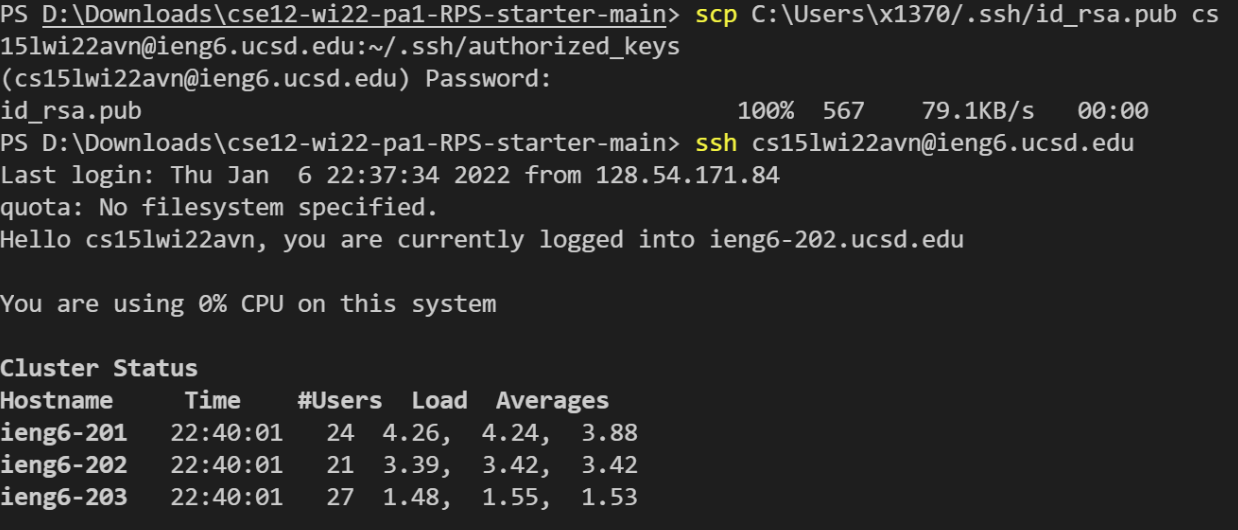 PS D:\Downloads\cse12-wi22-pa1-RPS-starter-main> scp C:\Users\x1370/.ssh/id_rsa.pub cs
15lwi22avn@ieng6.ucsd.edu:~/.ssh/authorized_keys
(cs15lwi22avn@ieng6.ucsd.edu) Password:
id_rsa.pub 100% 567 79.1KB/s 00:00
PS D:\Downloads\cse12-wi22-pa1-RPS-starter-main> ssh cs15lwi22avn@ieng6.ucsd.edu
Last login: Thu Jan  6 22:37:34 2022 from 128.54.171.84
quota: No filesystem specified.
Hello cs15lwi22avn, you are currently logged into ieng6-202.ucsd.edu
You are using 0% CPU on this system
Cluster Status
Hostname Time #Users Load Averages
ieng6-201 22:40:01 24 4.26, 4.24, 3.88
ieng6-202 22:40:01 21 3.39, 3.42, 3.42
ieng6-203 22:40:01 27 1.48, 1.55, 1.53